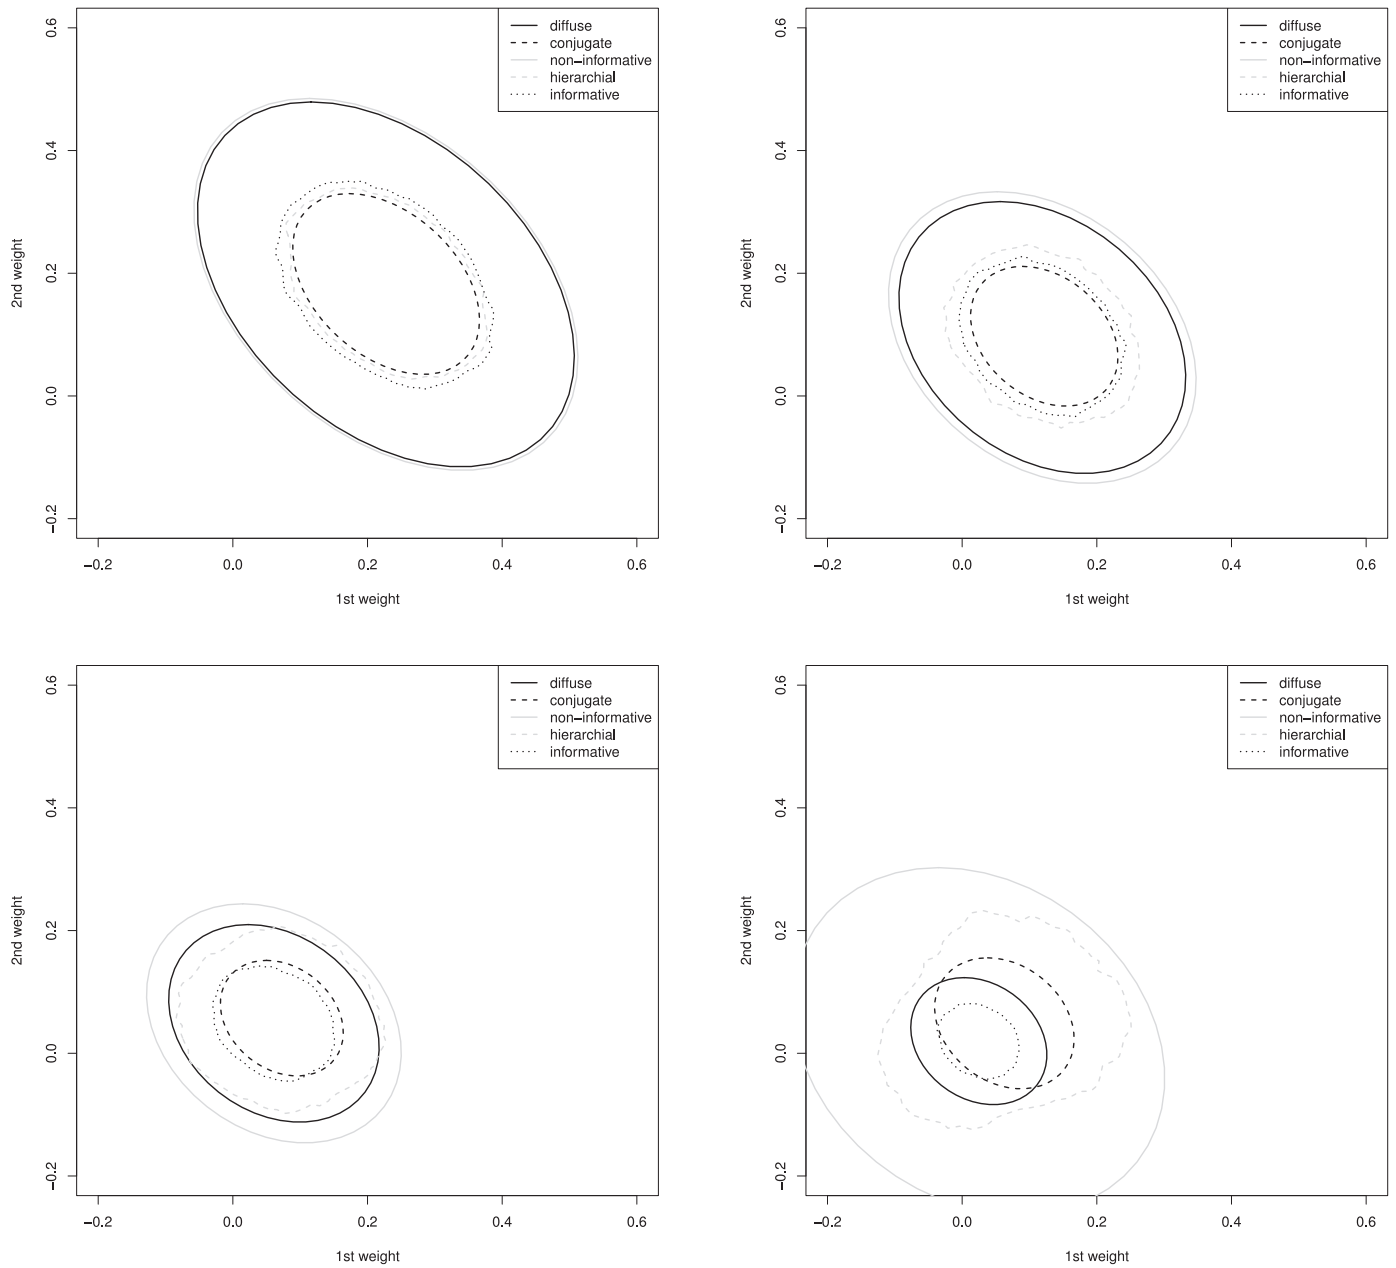 diffuse
conjugate
non−informative
hierarchial
informative
0.6
0.4
0.2
0.0
−0.2
2nd weight
−0.2 0.0 0.2 0.4 0.6
1st weight
diffuse
conjugate
non−informative
hierarchial
informative
0.6
0.4
0.2
0.0
−0.2
2nd weight
−0.2 0.0 0.2 0.4 0.6
1st weight
diffuse
conjugate
non−informative
hierarchial
informative
0.6
0.4
0.2
0.0
−0.2
2nd weight
−0.2 0.0 0.2 0.4 0.6
1st weight
diffuse
conjugate
non−informative
hierarchial
informative
0.6
0.4
0.2
0.0
−0.2
2nd weight
−0.2 0.0 0.2 0.4 0.6
1st weight